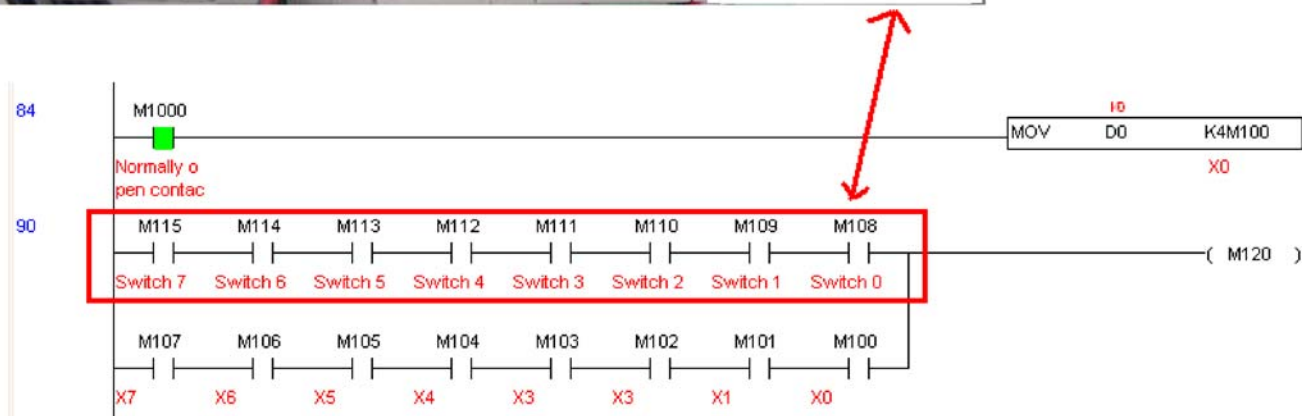 84
M1000
MOV D0 K4M100
Normally o
pen contac
X0
90
M115 M114 M113 M112 M111 M110 M109 M108
( M120 )
Switch 7 Switch 6 Switch 5 Switch 4 Switch 3 Switch 2 Switch 1 Switch 0
M107 M106 M105 M104 M103 M102 M101 M100
X7 X6 X5 X4 X3 X3 X1 X0